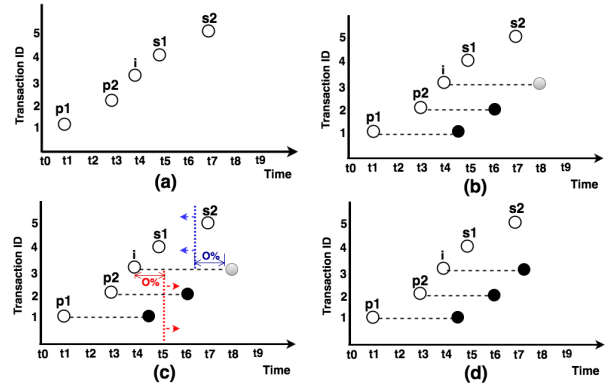 s2
s1
i
p2
p1
5
4
3
2
1
Transaction ID
t0 t1 t2 t3 t4 t5 t6 t7 t8 t9
Time
(a)
s2
s1
i
p2
p1
5
4
3
2
1
Transaction ID
t0 t1 t2 t3 t4 t5 t6 t7 t8 t9
Time
(b)
s2
s1
i
O%
O%
p2
p1
5
4
3
2
1
Transaction ID
t0 t1 t2 t3 t4 t5 t6 t7 t8 t9
Time
(c)
s2
s1
i
p2
p1
5
4
3
2
1
Transaction ID
t0 t1 t2 t3 t4 t5 t6 t7 t8 t9
Time
(d)